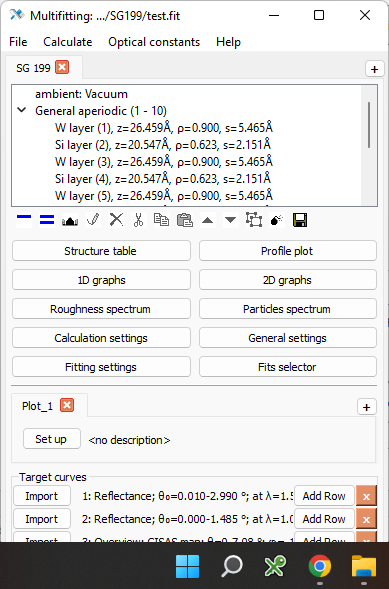 Multifitting: .../SG199/test.fit
File Calculate Optical constants Help
SG 199
ambient: Vacuum
General aperiodic (1 - 10)
W layer (1), z=26.459Å, ρ=0.900, s=5.465Å
Si layer (2), z=20.547Å, ρ=0.623, s=2.151Å
W layer (3), z=26.459Å, ρ=0.900, s=5.465Å
Si layer (4), z=20.547Å, ρ=0.623, s=2.151Å
W layer (5), z=26.459Å, ρ=0.900, s=5.465Å
Structure table Profile plot
1D graphs 2D graphs
Roughness spectrum Particles spectrum
Calculation settings General settings
Fitting settings Fits selector
Plot_1
Set up <no description>
Target curves
Import 1: Reflectance; θ₀=0.010-2.990 °; at λ=1.5 Add Row x
Import 2: Reflectance; θ₀=0.000-1.485 °; at λ=1.0 Add Row x
Import Add Row x